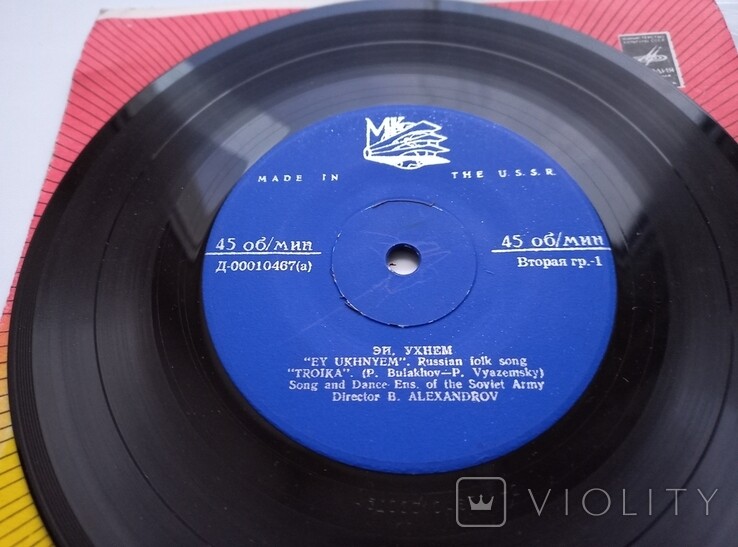 МК
MADE IN THE U.S.S.R.
45 об/мин 45 об/мин
Д-00010467(а) Вторая гр.-1
ЭЙ, УХНЕМ
"EY UKHNYEM". Russian folk song
"TROIKA". (P. Bulakhov—P. Vyazemsky)
Song and Dance Ens. of the Soviet Army
Director B. ALEXANDROV
VIOLITY